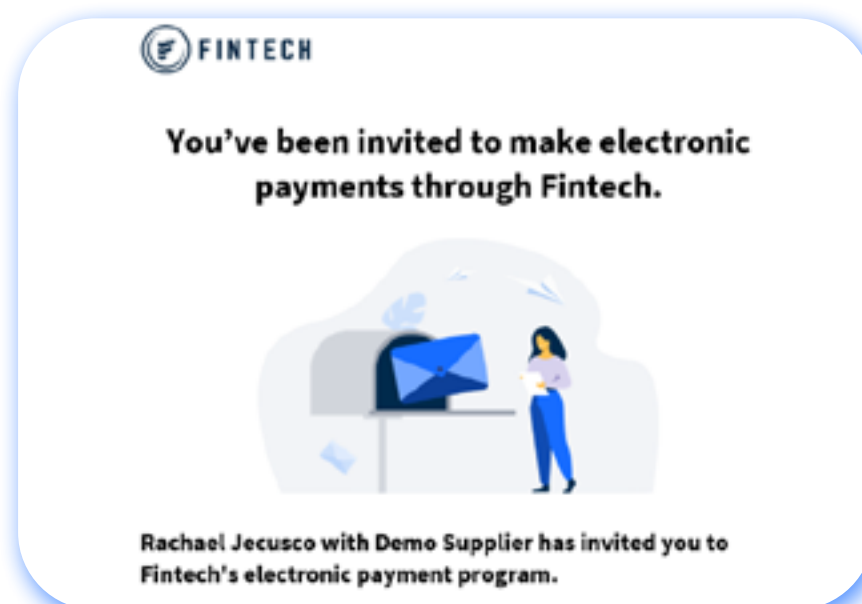 FINTECH
You've been invited to make electronic
payments through Fintech.
Rachael Jecusco with Demo Supplier has invited you to
Fintech's electronic payment program.